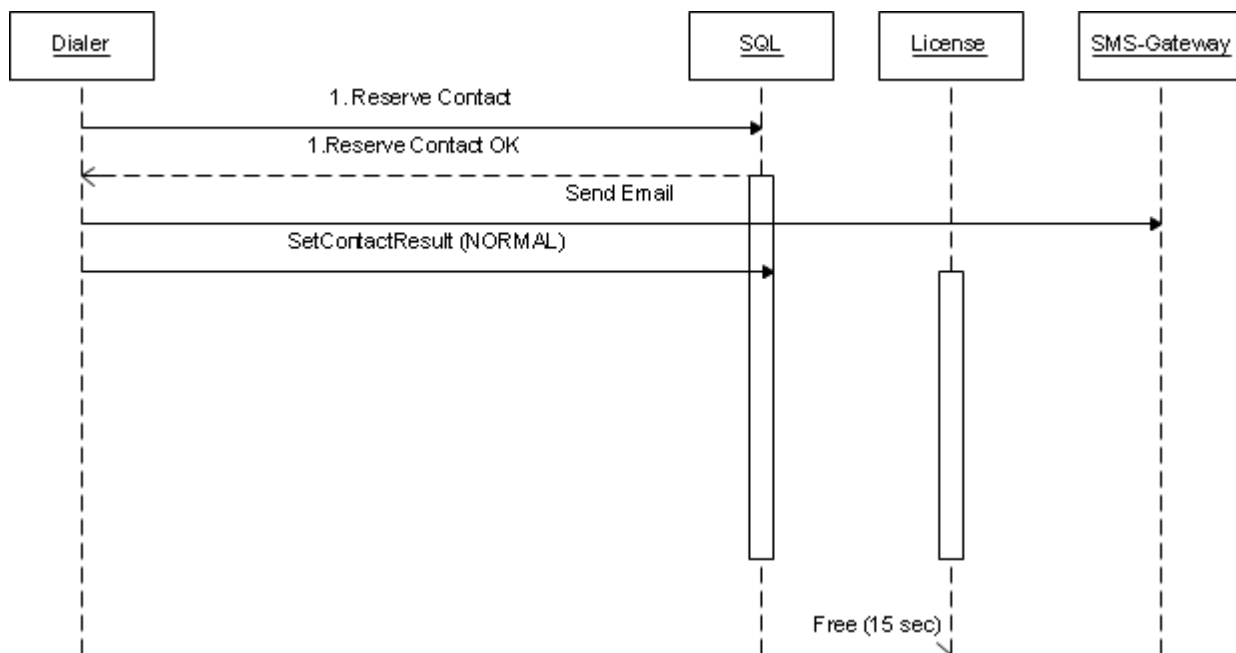 Dialer
SQL
License
SMS-Gateway
1. Reserve Contact
1.Reserve Contact OK
Send Email
SetContactResult (NORMAL)
Free (15 sec)